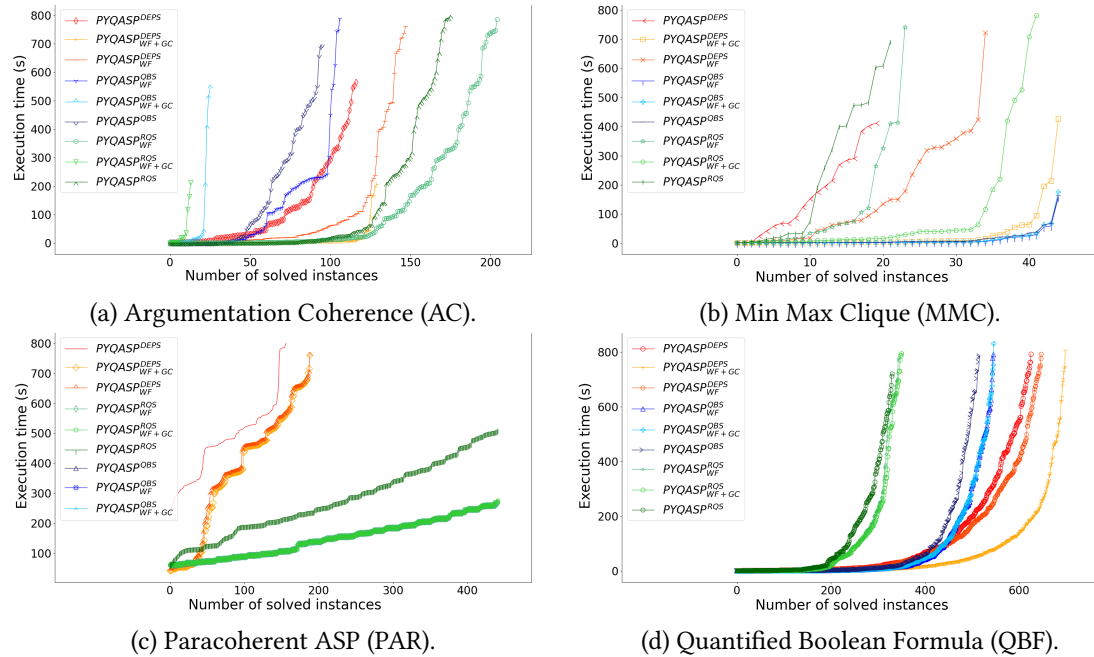 PYQASP^DEPS
PYQASP^DEPS_WF+GC
PYQASP^DEPS_WF
PYQASP^QBS_WF
PYQASP^QBS_WF+GC
PYQASP^QBS
PYQASP^RQS_WF
PYQASP^RQS_WF+GC
PYQASP^RQS
Execution time (s)
800
700
600
500
400
300
200
100
0
0 50 100 150 200
Number of solved instances
(a) Argumentation Coherence (AC).
PYQASP^DEPS
PYQASP^DEPS_WF+GC
PYQASP^DEPS_WF
PYQASP^QBS_WF
PYQASP^QBS_WF+GC
PYQASP^QBS
PYQASP^RQS_WF
PYQASP^RQS_WF+GC
PYQASP^RQS
Execution time (s)
800
700
600
500
400
300
200
100
0
0 10 20 30 40
Number of solved instances
(b) Min Max Clique (MMC).
PYQASP^DEPS
PYQASP^DEPS_WF+GC
PYQASP^DEPS_WF
PYQASP^RQS_WF
PYQASP^RQS_WF+GC
PYQASP^RQS
PYQASP^QBS
PYQASP^QBS_WF
PYQASP^QBS_WF+GC
Execution time (s)
800
700
600
500
400
300
200
100
0 100 200 300 400
Number of solved instances
(c) Paracoherent ASP (PAR).
PYQASP^DEPS
PYQASP^DEPS_WF+GC
PYQASP^DEPS_WF
PYQASP^QBS_WF
PYQASP^QBS_WF+GC
PYQASP^QBS
PYQASP^RQS_WF
PYQASP^RQS_WF+GC
PYQASP^RQS
Execution time (s)
800
600
400
200
0
0 200 400 600
Number of solved instances
(d) Quantified Boolean Formula (QBF).